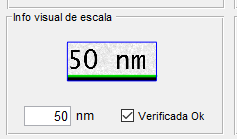 Info visual de escala
50 nm
50 nm Verificada Ok